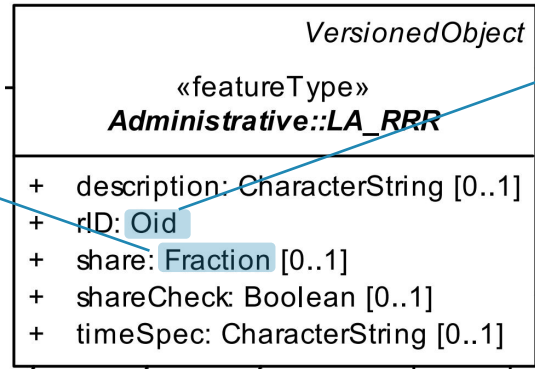 VersionedObject
«featureType»
Administrative::LA_RRR
+ description: CharacterString [0..1]
+ rID: Oid
+ share: Fraction [0..1]
+ shareCheck: Boolean [0..1]
+ timeSpec: CharacterString [0..1]